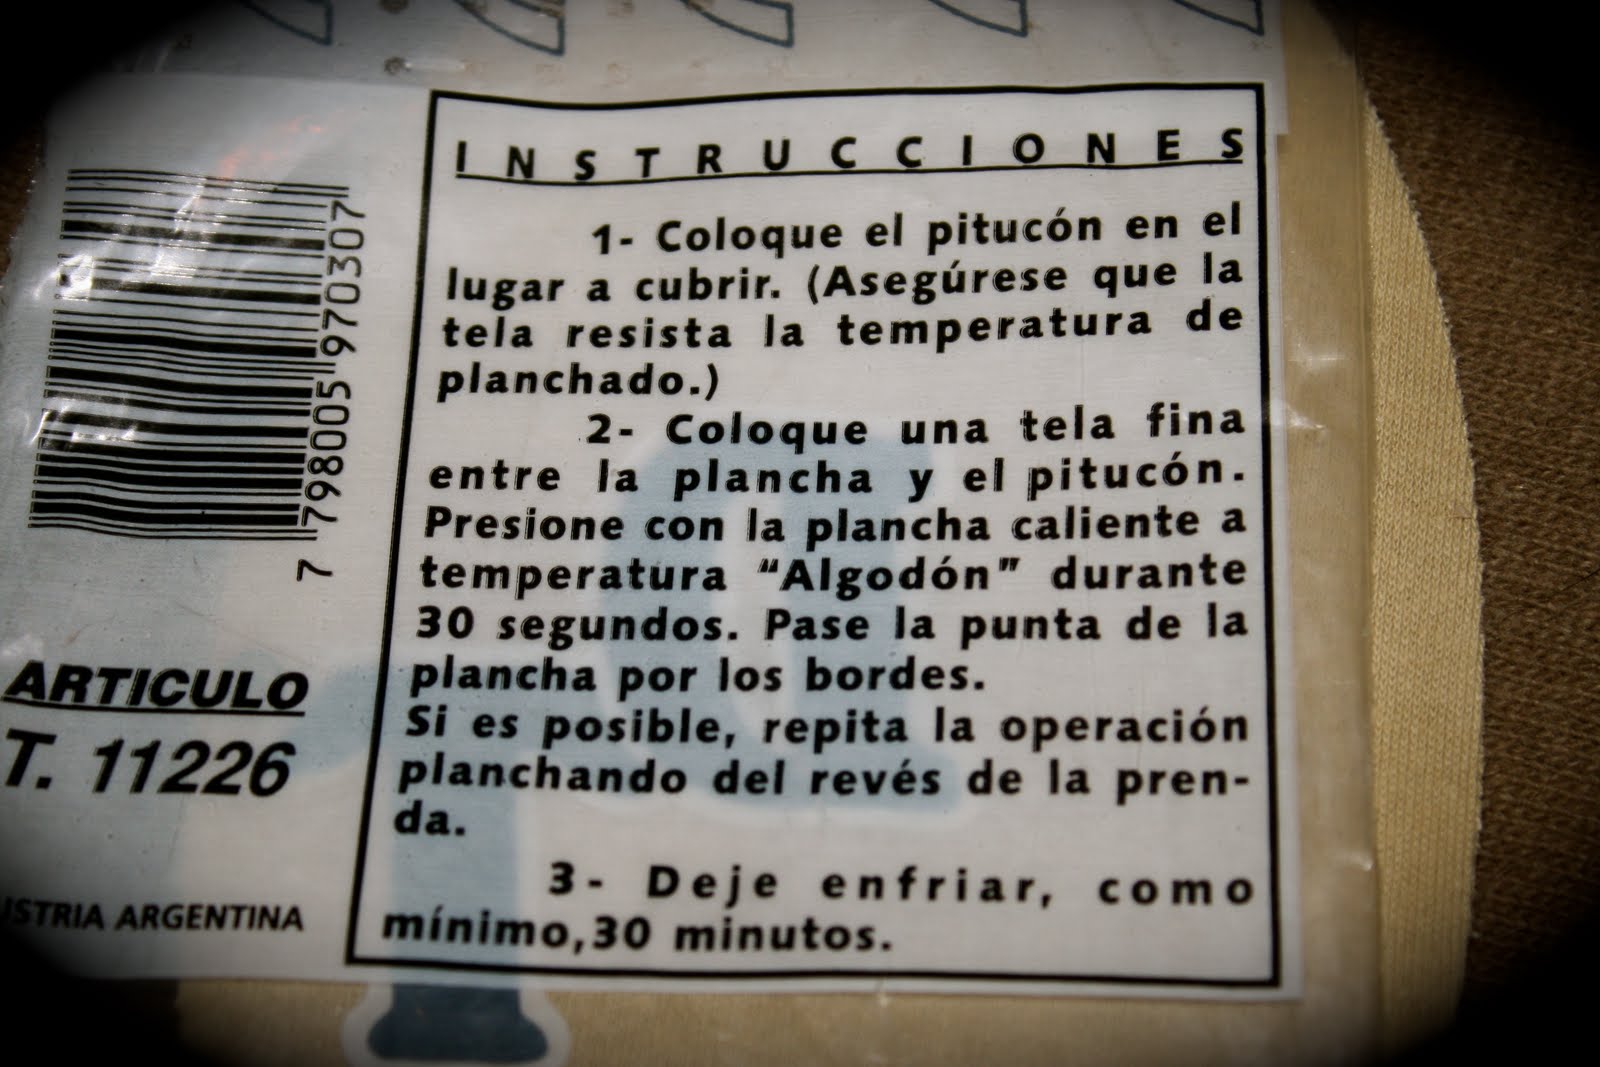 INSTRUCCIONES
1- Coloque el pitucón en el
lugar a cubrir. (Asegúrese que la
tela resista la temperatura de
planchado.)
2- Coloque una tela fina
entre la plancha y el pitucón.
Presione con la plancha caliente a
temperatura “Algodón” durante
30 segundos. Pase la punta de la
plancha por los bordes.
Si es posible, repita la operación
planchando del revés de la pren-
da.
3- Deje enfriar, como
mínimo,30 minutos.
7 798005 970307
ARTICULO
T. 11226
STRIA ARGENTINA